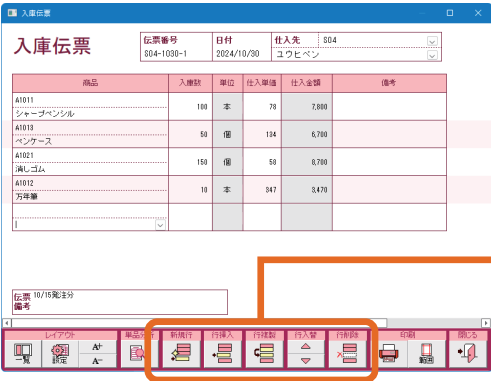 入庫伝票
入庫伝票
伝票番号 日付 仕入先 S04
S04-1030-1 2024/10/30 ユウヒペン
商品 入庫数 単位 仕入単価 仕入金額 備考
A1011
シャープペンシル 100 本 78 7,800
A1013
ペンケース 50 個 134 6,700
A1021
消しゴム 150 個 58 8,700
A1012
万年筆 10 本 347 3,470
伝票備考 10/15発注分
レイアウト 単品分析 新規行 行挿入 行複製 行入替 行削除 印刷 閉じる
一覧 設定 A+ A- 範囲